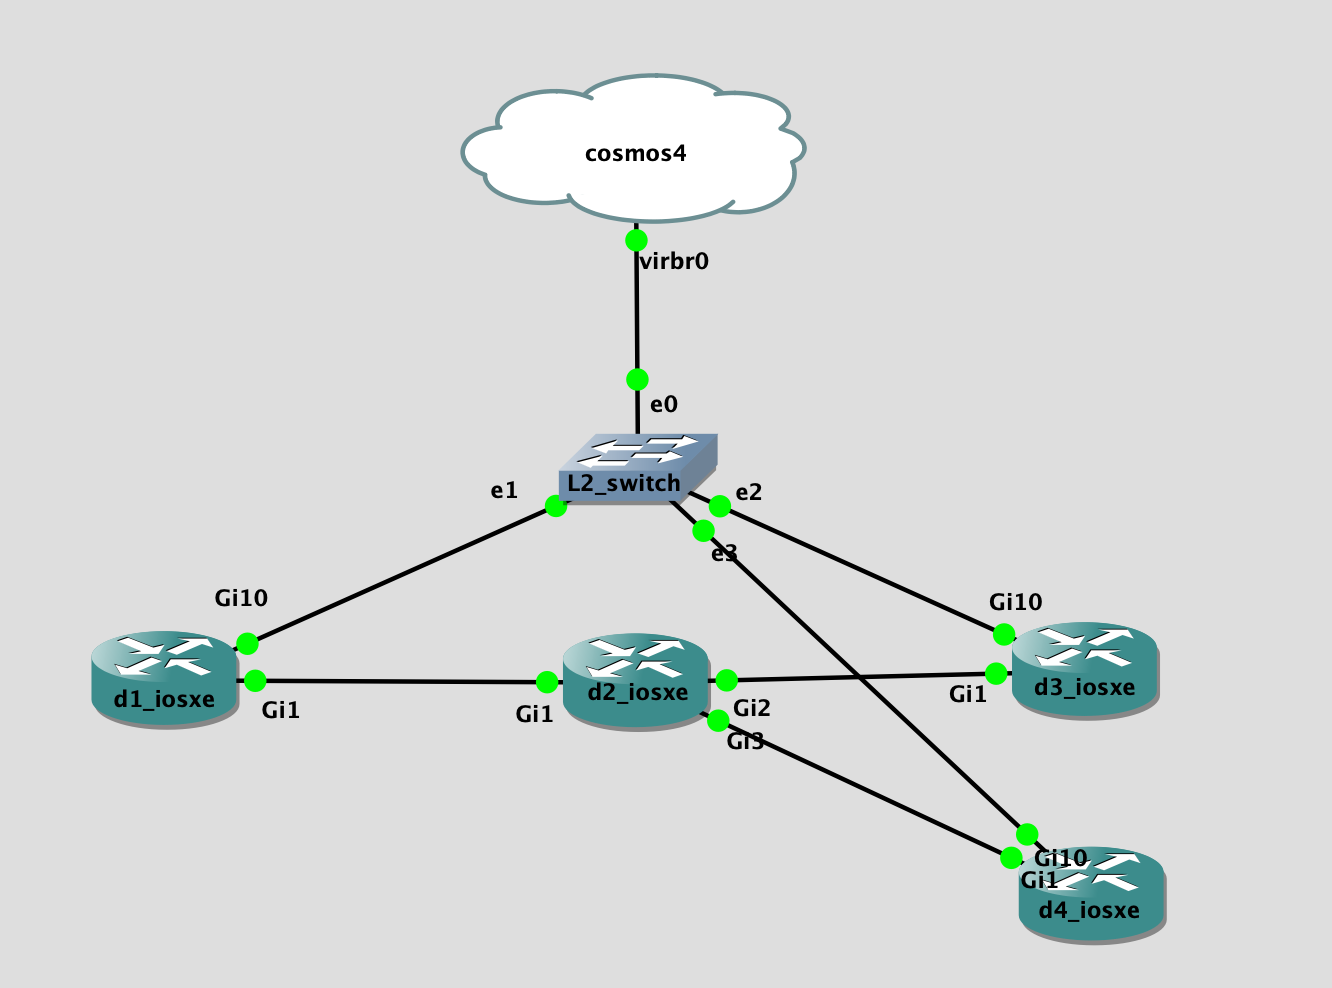 cosmos4
virbr0
e0
L2_switch
e1
e2
e3
Gi10
Gi10
d1_iosxe
Gi1
Gi1
d2_iosxe
Gi2
Gi3
Gi1
d3_iosxe
Gi10
Gi1
d4_iosxe